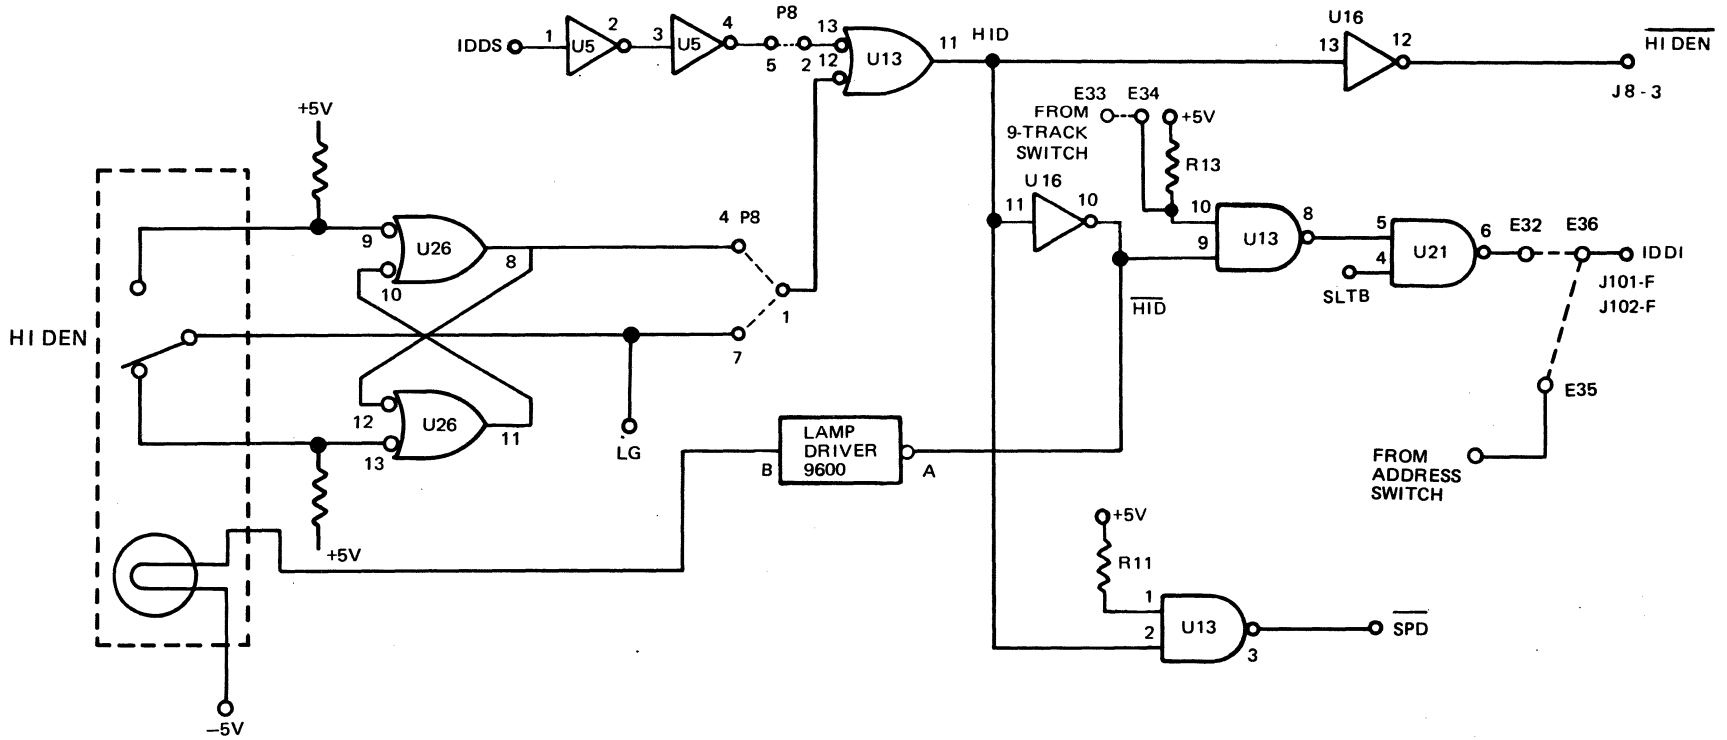 IDDS
1
U5
2
3
U5
4
P8
5
2
13
12
U13
11
HID
U16
13
12
HI DEN
J8-3
+5V
E33
E34
FROM
9-TRACK
SWITCH
+5V
R13
U16
11
10
10
9
U13
8
5
4
U21
6
E32
E36
IDDI
J101-F
J102-F
SLTB
HID
9
10
U26
8
4 P8
1
7
HI DEN
12
13
U26
11
LG
E35
LAMP
DRIVER
9600
B
A
FROM
ADDRESS
SWITCH
+5V
+5V
R11
1
2
U13
3
SPD
-5V